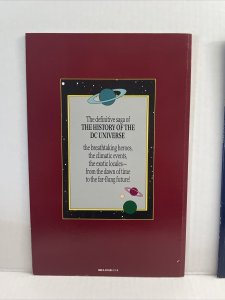 The definitive saga of
THE HISTORY OF THE
DC UNIVERSE
the breathtaking heroes,
the climatic events,
the exotic locales—
from the dawn of time
to the far-flung future!